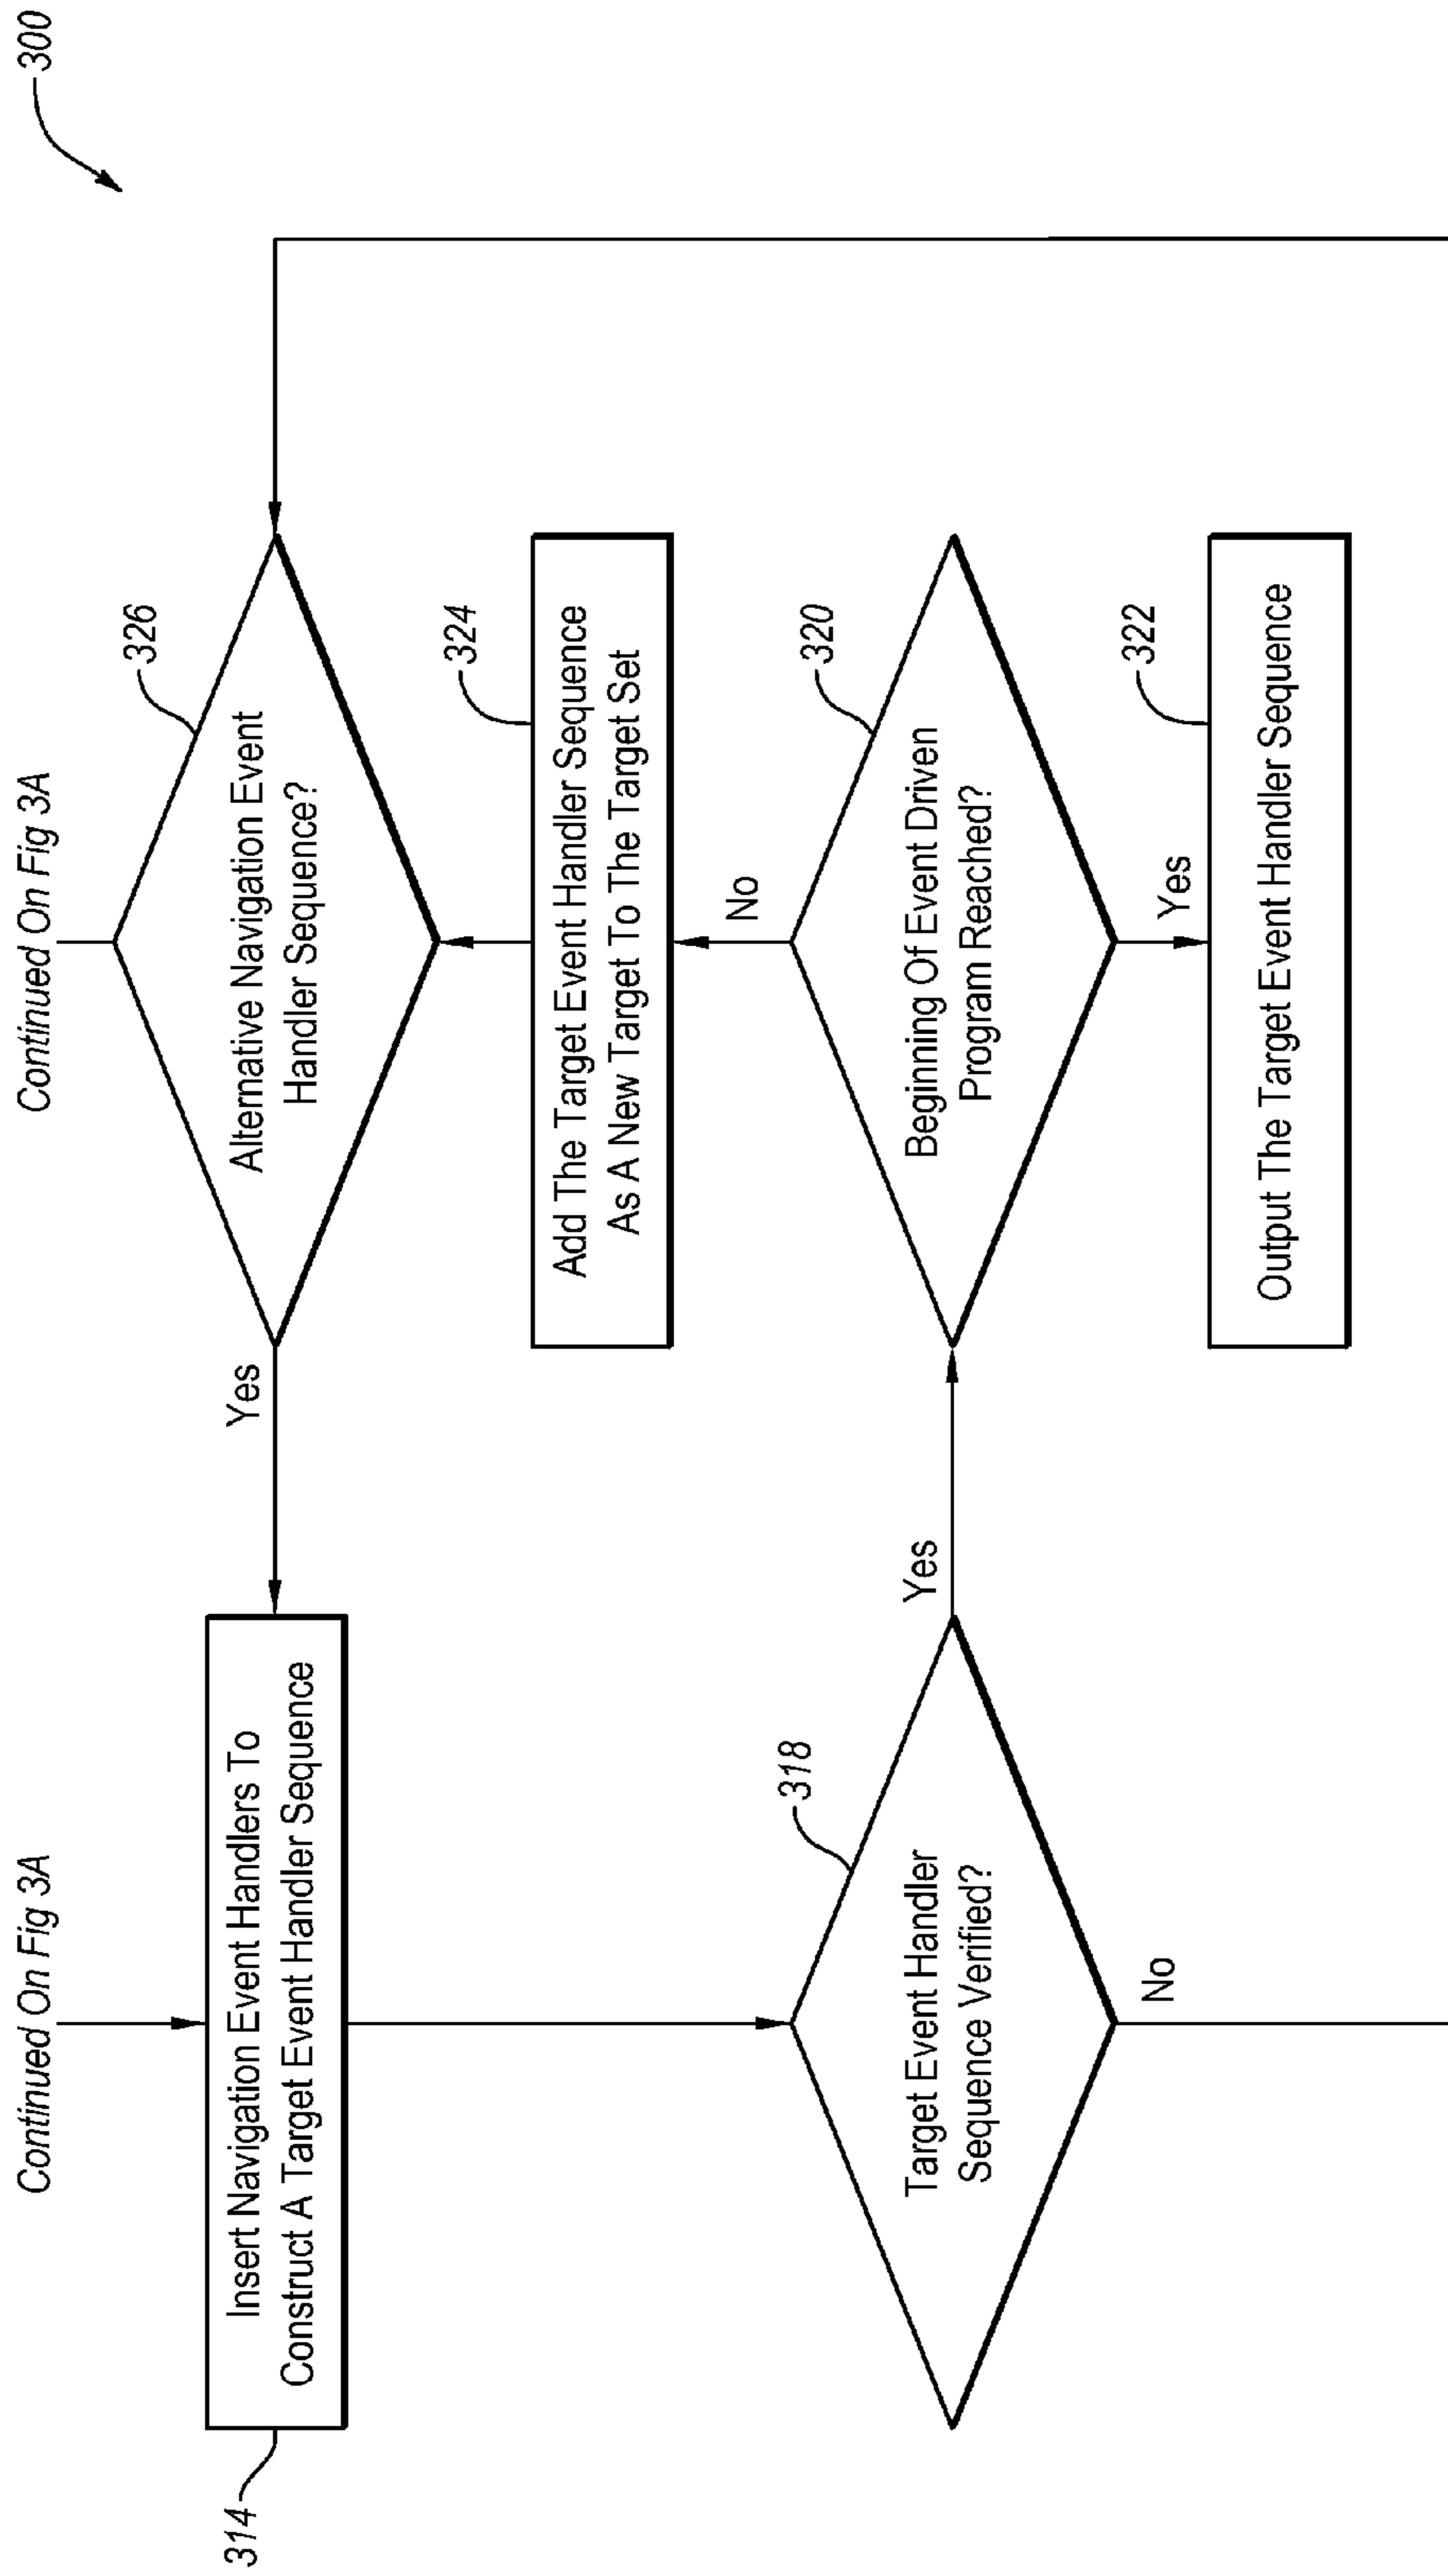 300
Continued On Fig 3A
Continued On Fig 3A
314
Insert Navigation Event Handlers To
Construct A Target Event Handler Sequence
Yes
326
Alternative Navigation Event
Handler Sequence?
324
Add The Target Event Handler Sequence
As A New Target To The Target Set
No
318
Target Event Handler
Sequence Verified?
Yes
No
320
Beginning Of Event Driven
Program Reached?
Yes
322
Output The Target Event Handler Sequence